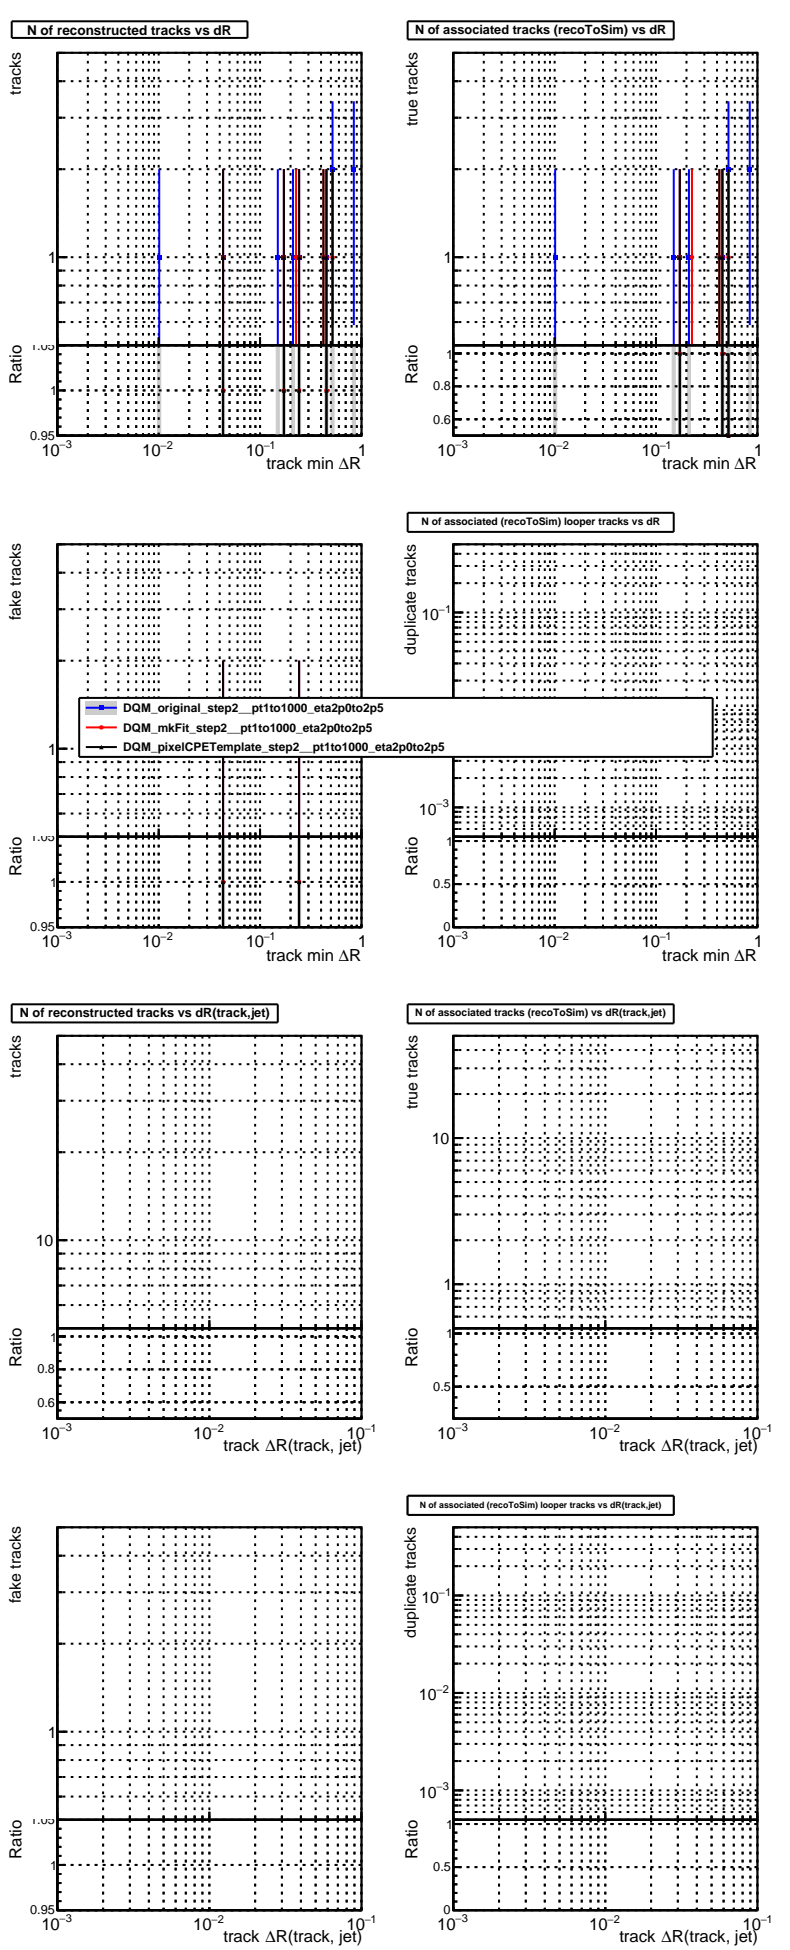 N of reconstructed tracks vs dR
tracks
1
1.05
Ratio
1
0.95
10−3
10−2
10−1
1
track min ΔR
N of associated tracks (recoToSim) vs dR
true tracks
1
Ratio
1
0.8
0.6
10−3
10−2
10−1
1
track min ΔR
fake tracks
1
1.05
Ratio
1
0.95
10−3
10−2
10−1
1
track min ΔR
N of associated (recoToSim) looper tracks vs dR
duplicate tracks
10−1
10−3
Ratio
1
0.5
0
10−3
10−2
10−1
1
track min ΔR
DQM_original_step2__pt1to1000_eta2p0to2p5
DQM_mkFit_step2__pt1to1000_eta2p0to2p5
DQM_pixelCPETemplate_step2__pt1to1000_eta2p0to2p5
N of reconstructed tracks vs dR(track,jet)
tracks
10
Ratio
1
0.8
0.6
10−3
10−2
10−1
track ΔR(track, jet)
N of associated tracks (recoToSim) vs dR(track,jet)
true tracks
10
1
Ratio
1
0.5
10−3
10−2
10−1
track ΔR(track, jet)
fake tracks
1
1.05
Ratio
1
0.95
10−3
10−2
10−1
track ΔR(track, jet)
N of associated (recoToSim) looper tracks vs dR(track,jet)
duplicate tracks
10−1
10−2
10−3
Ratio
1
0.5
0
10−3
10−2
10−1
track ΔR(track, jet)